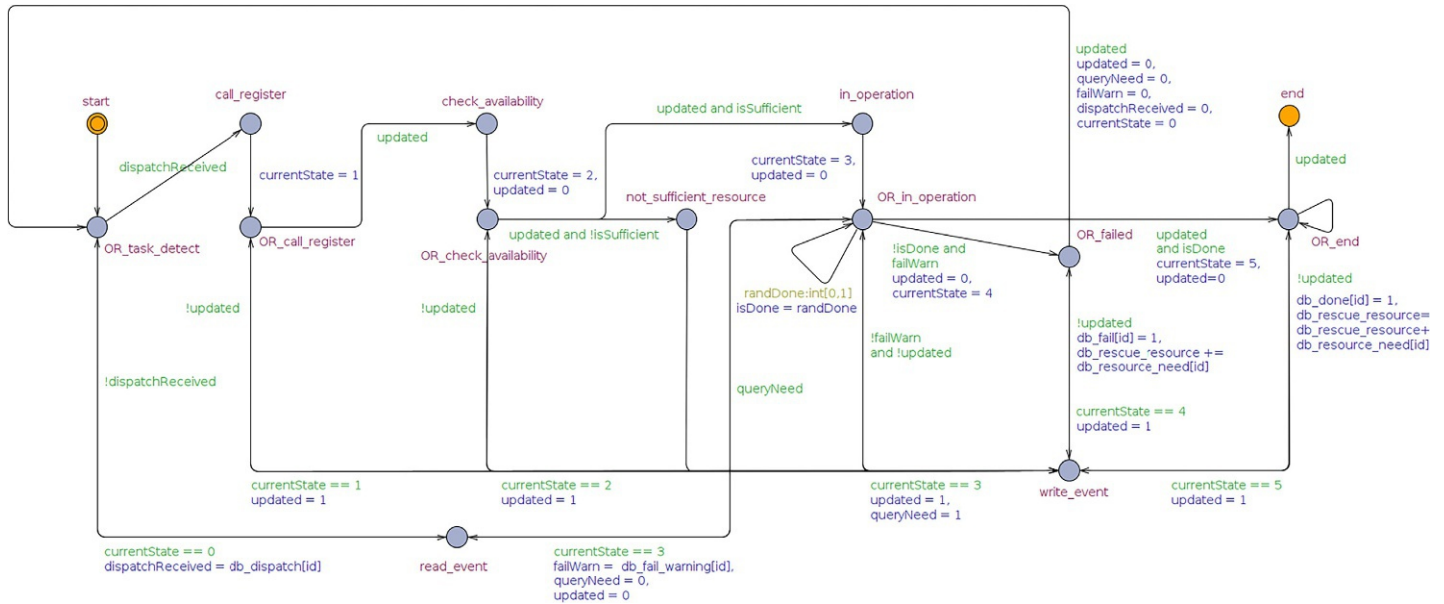 updated
updated = 0,
queryNeed = 0,
failWarn = 0,
dispatchReceived = 0,
currentState = 0
start
call_register
check_availability
in_operation
end
updated and isSufficient
updated
dispatchReceived
updated
currentState = 1
currentState = 2,
updated = 0
currentState = 3,
updated = 0
not_sufficient_resource
OR_in_operation
OR_task_detect
OR_call_register
OR_check_availability
updated and !isSufficient
OR_failed
updated
and isDone
currentState = 5,
updated=0
OR_end
!isDone and
failWarn
updated = 0,
currentState = 4
randDone:int[0,1]
isDone = randDone
!updated
db_done[id] = 1,
db_rescue_resource=
db_rescue_resource+
db_resource_need[id]
!updated
!updated
!updated
db_fail[id] = 1,
db_rescue_resource +=
db_resource_need[id]
!failWarn
and !updated
!dispatchReceived
queryNeed
currentState == 4
updated = 1
currentState == 1
updated = 1
currentState == 2
updated = 1
currentState == 3
updated = 1,
queryNeed = 1
write_event
currentState == 5
updated = 1
currentState == 0
dispatchReceived = db_dispatch[id]
read_event
currentState == 3
failWarn = db_fail_warning[id],
queryNeed = 0,
updated = 0